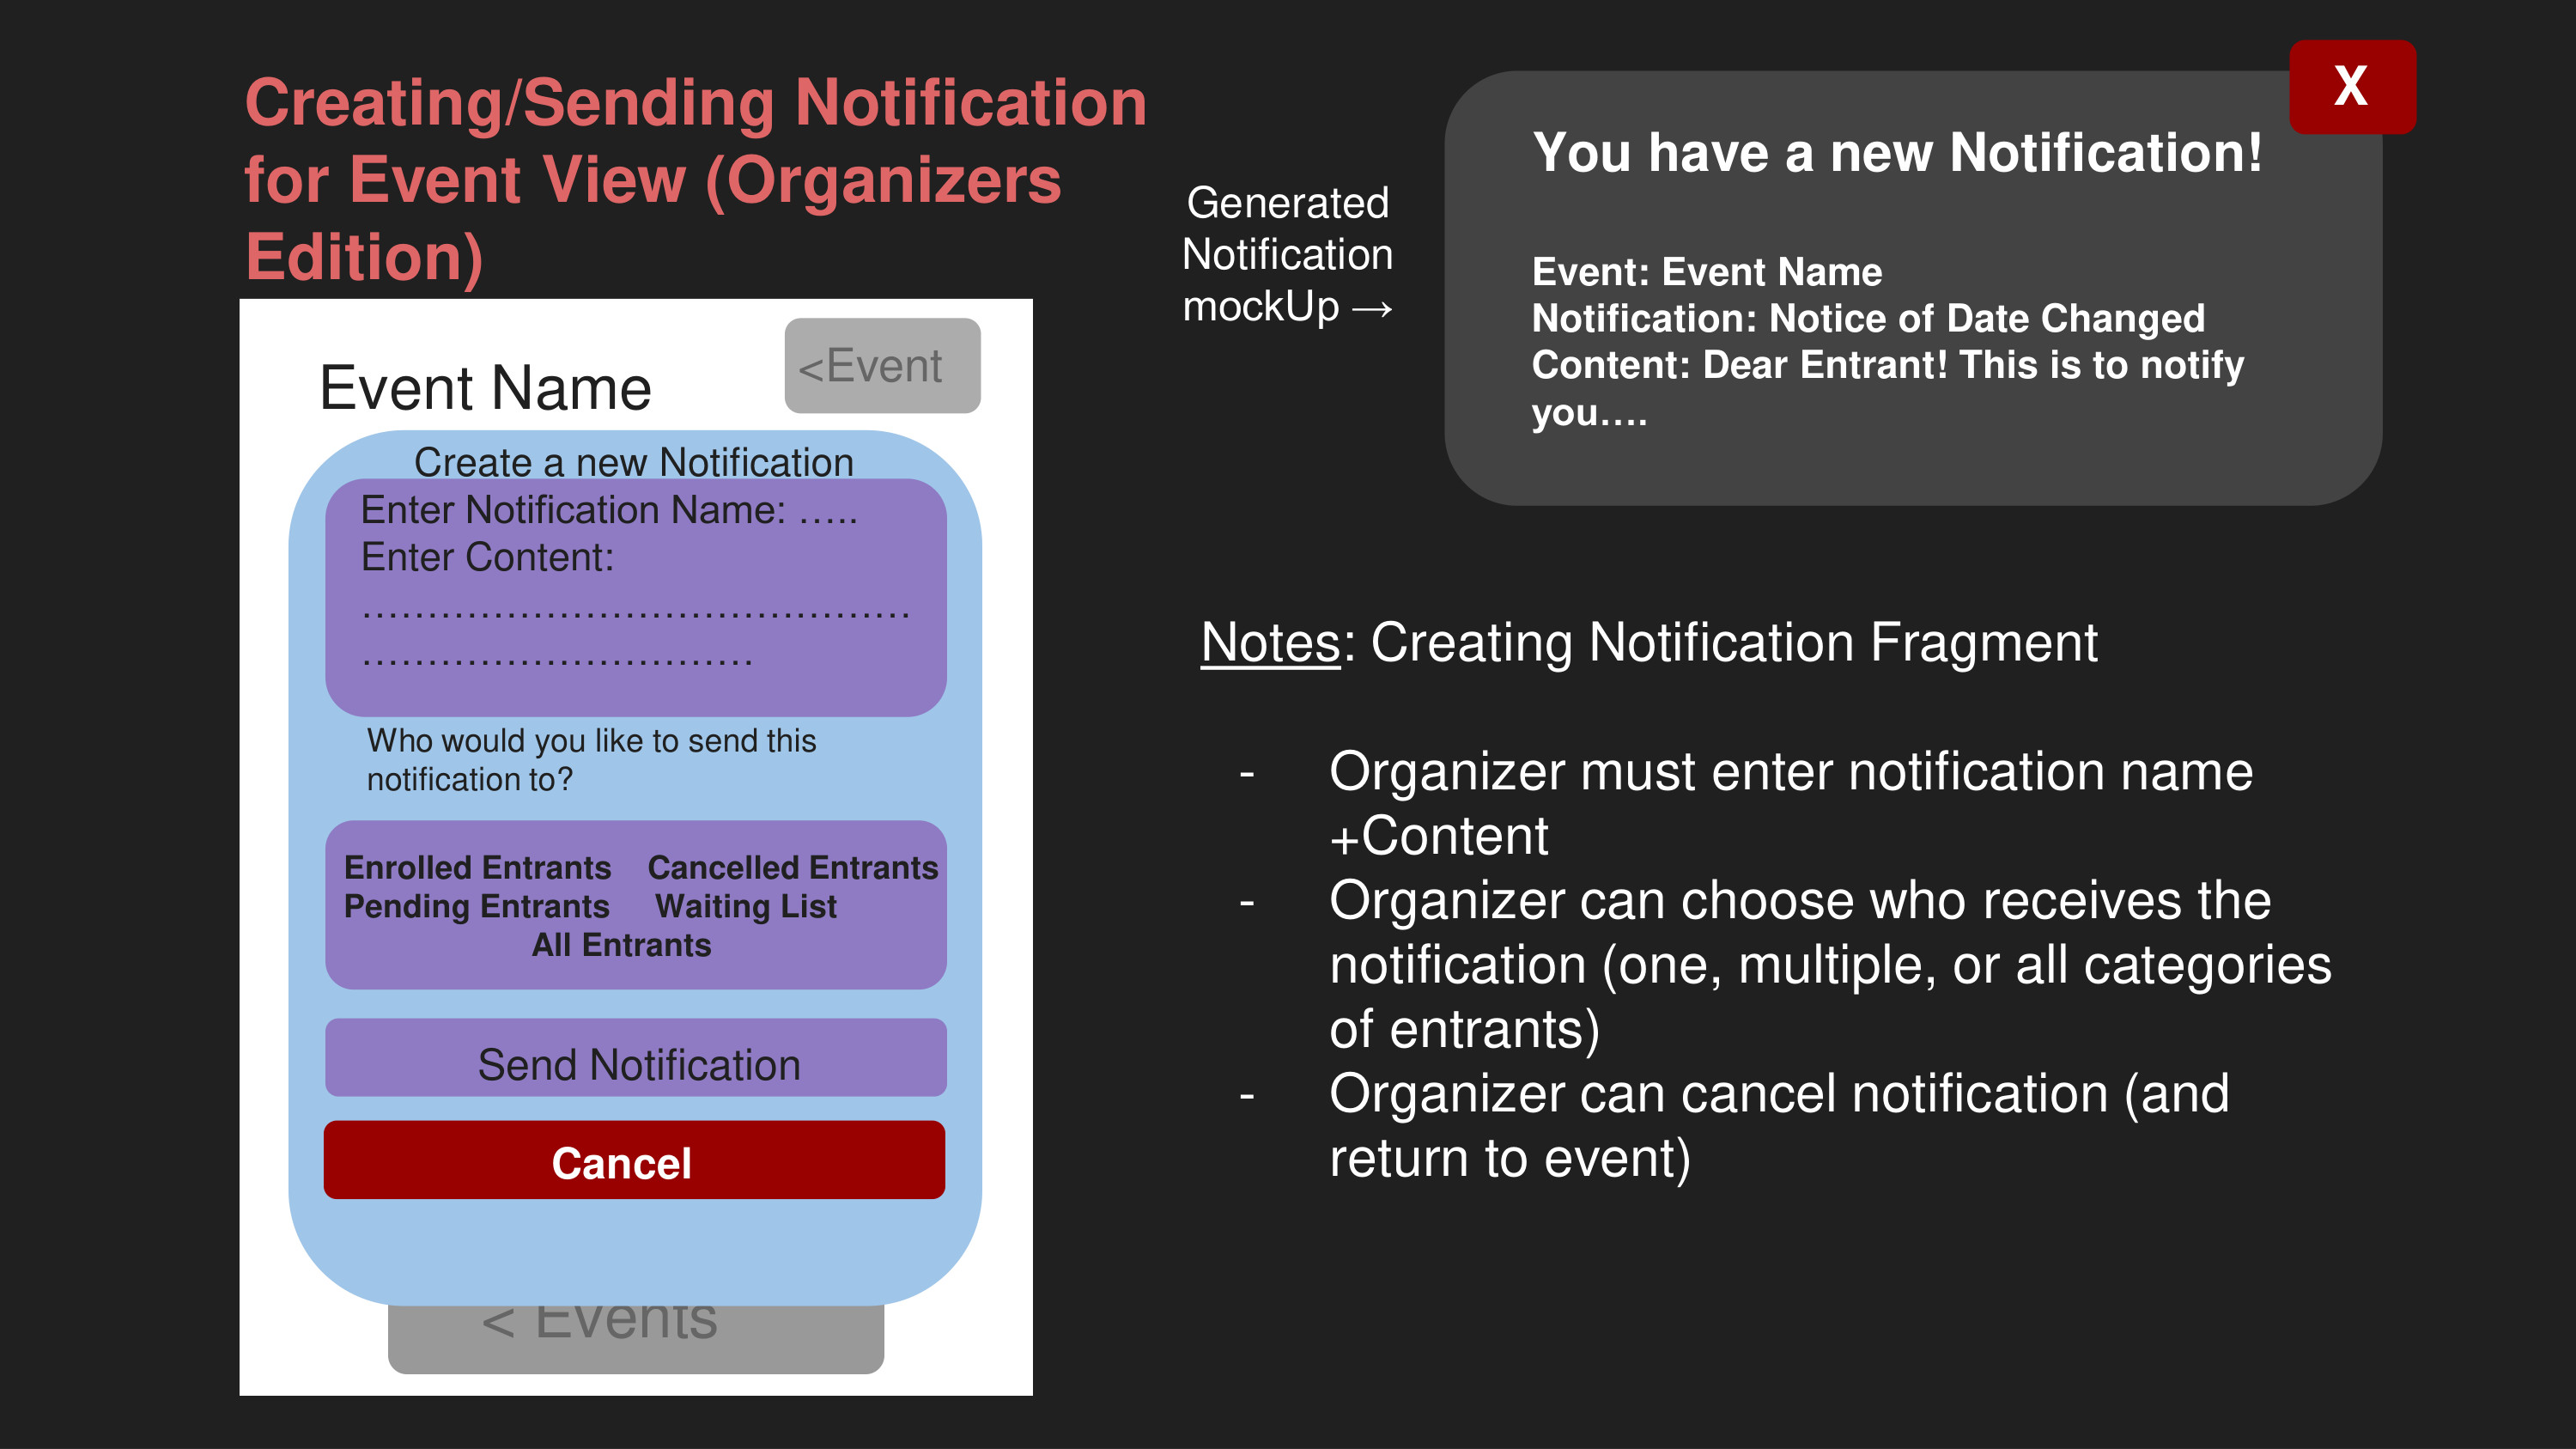 Creating/Sending Notification
for Event View (Organizers
Edition)
Event Name
<Event
Create a new Notification
Enter Notification Name: …..
Enter Content:
……………………………………
…………………………
Who would you like to send this
notification to?
Enrolled Entrants Cancelled Entrants
Pending Entrants Waiting List
All Entrants
Send Notification
Cancel
< Events
Generated
Notification
mockUp →
X
You have a new Notification!
Event: Event Name
Notification: Notice of Date Changed
Content: Dear Entrant! This is to notify
you….
Notes: Creating Notification Fragment
- Organizer must enter notification name
+Content
- Organizer can choose who receives the
notification (one, multiple, or all categories
of entrants)
- Organizer can cancel notification (and
return to event)